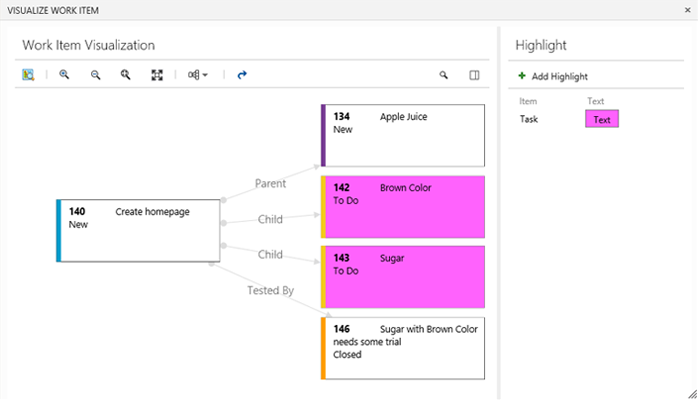 VISUALIZE WORK ITEM
Work Item Visualization
Highlight
Add Highlight
Item Text
Task Text
134 Apple Juice
New
Parent
142 Brown Color
To Do
140 Create homepage
New
Child
Child
143 Sugar
To Do
Tested By
146 Sugar with Brown Color
needs some trial
Closed